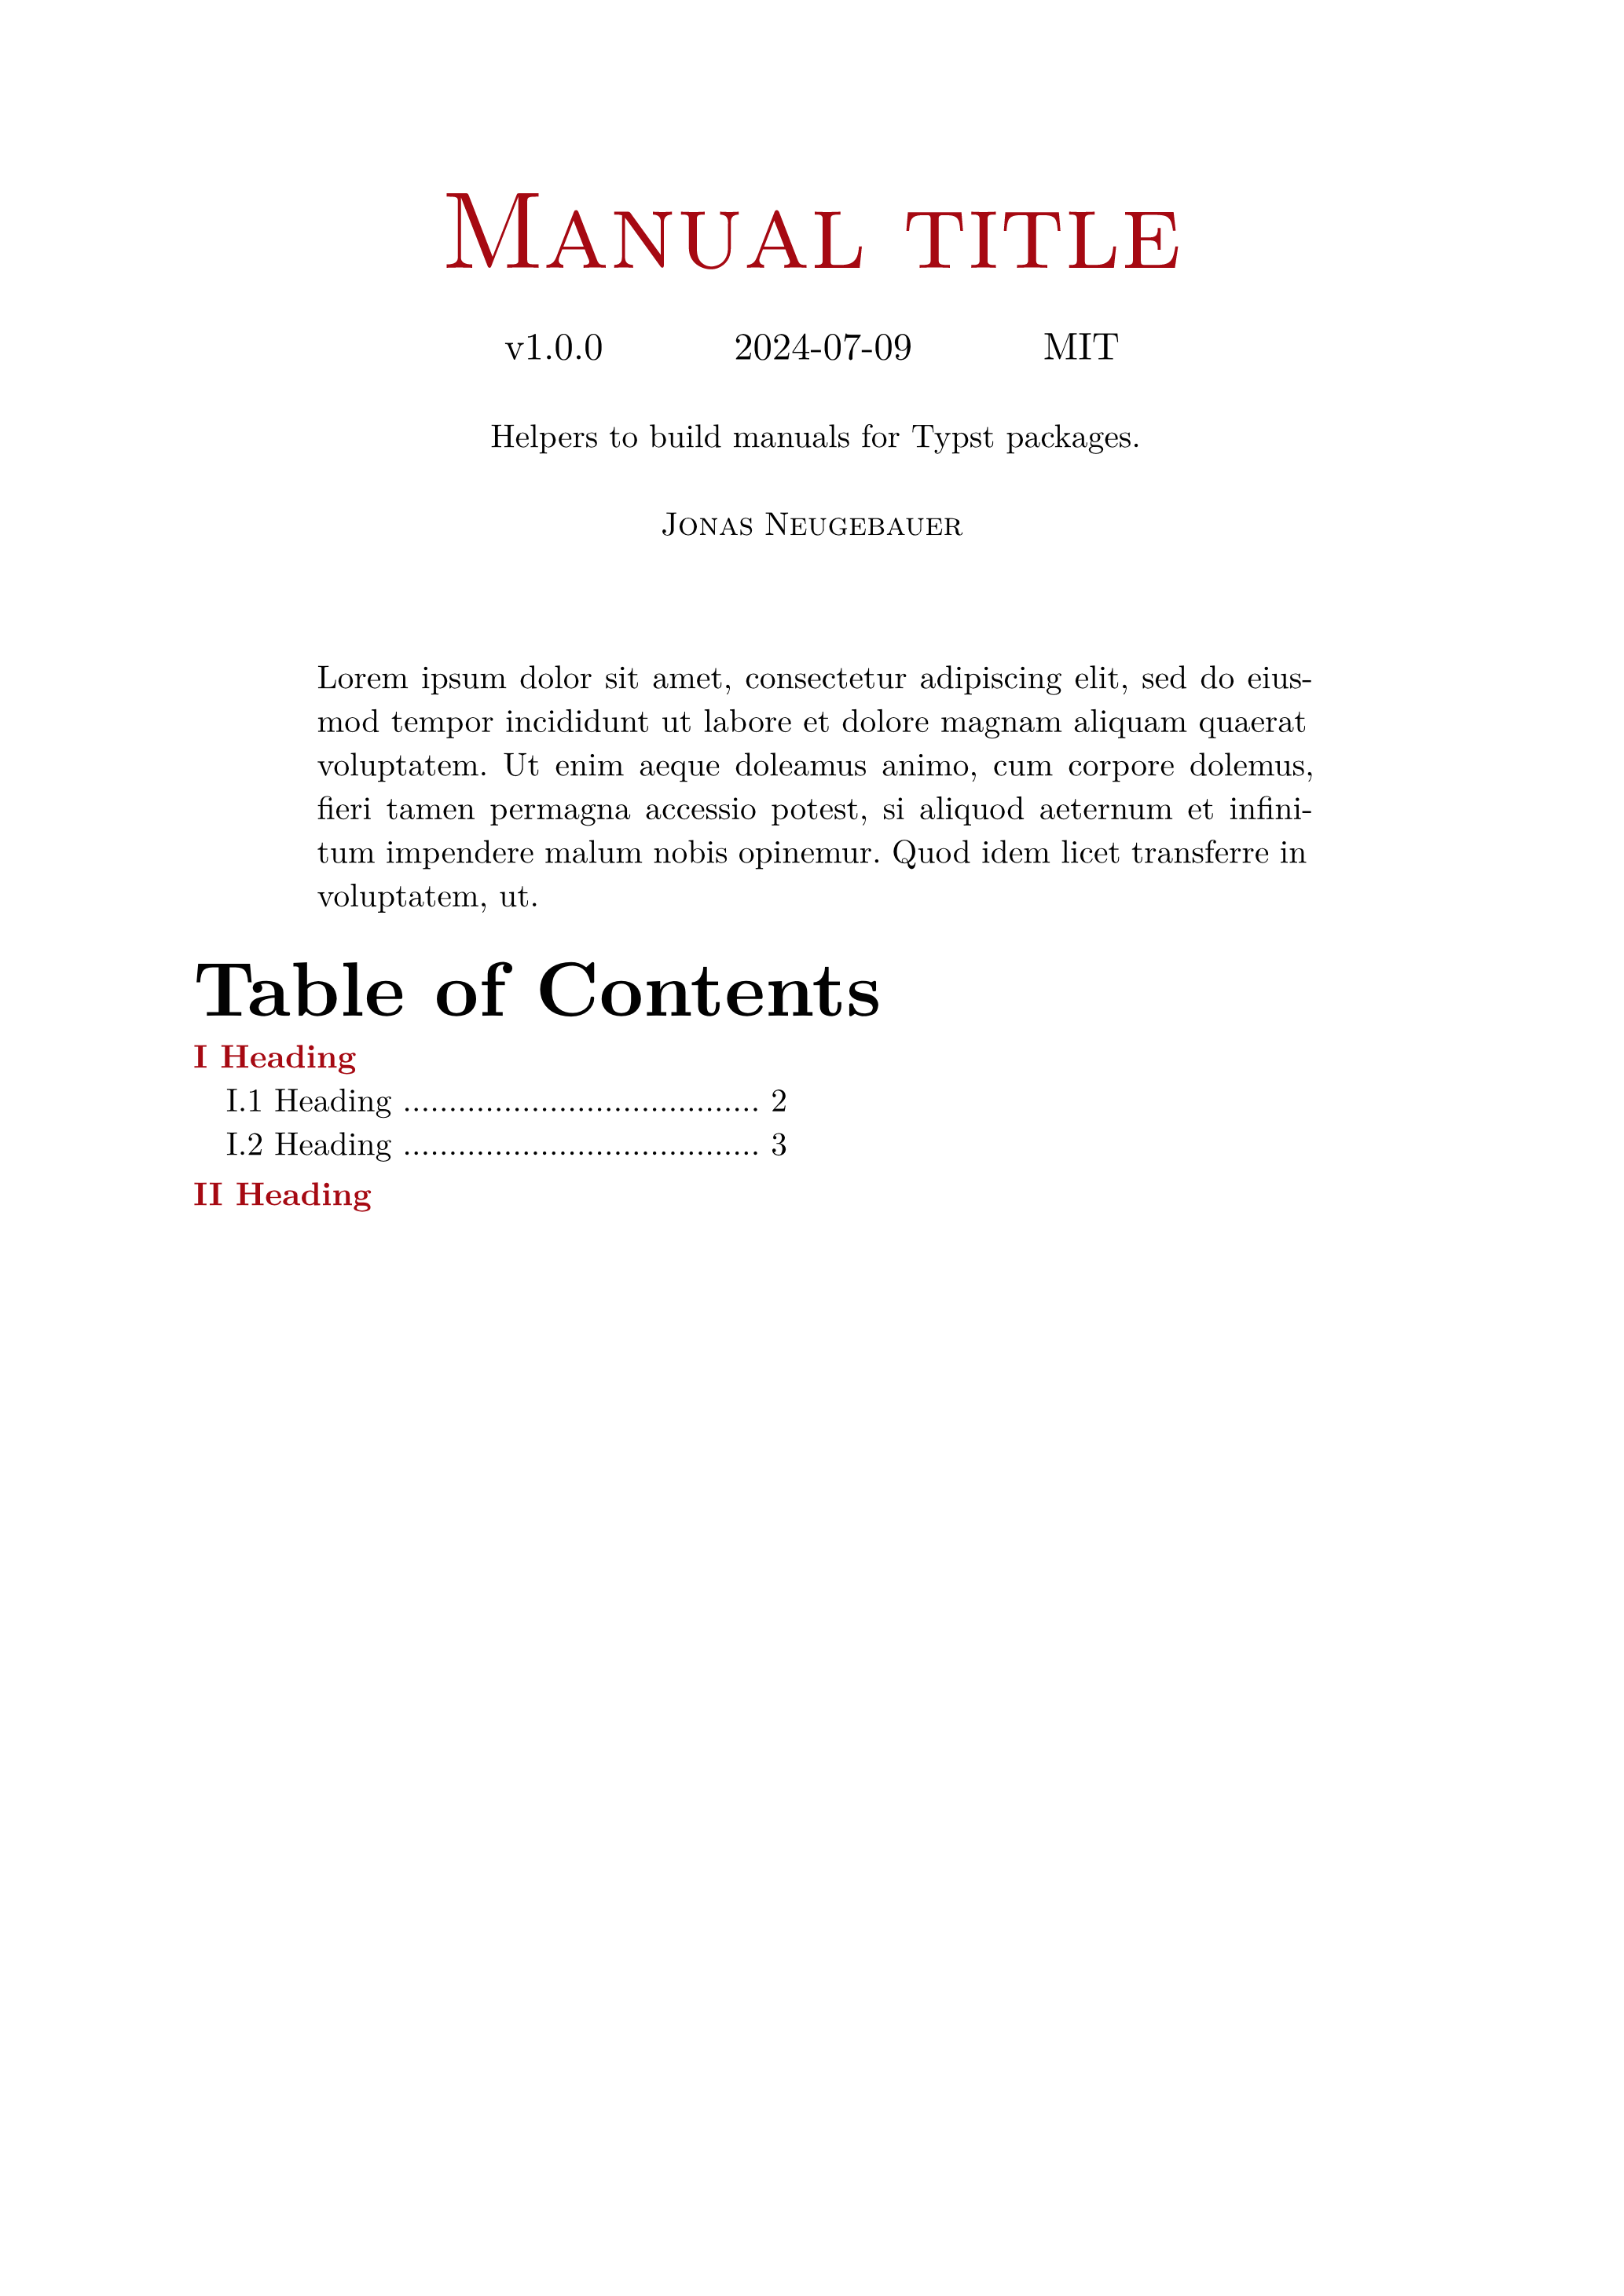 Manual title
v1.0.0 2024-07-09 MIT
Helpers to build manuals for Typst packages.
Jonas Neugebauer
Lorem ipsum dolor sit amet, consectetur adipiscing elit, sed do eius-
mod tempor incididunt ut labore et dolore magnam aliquam quaerat
voluptatem. Ut enim aeque doleamus animo, cum corpore dolemus,
fieri tamen permagna accessio potest, si aliquod aeternum et infini-
tum impendere malum nobis opinemur. Quod idem licet transferre in
voluptatem, ut.
Table of Contents
I Heading
I.1 Heading ....................................... 2
I.2 Heading ....................................... 3
II Heading